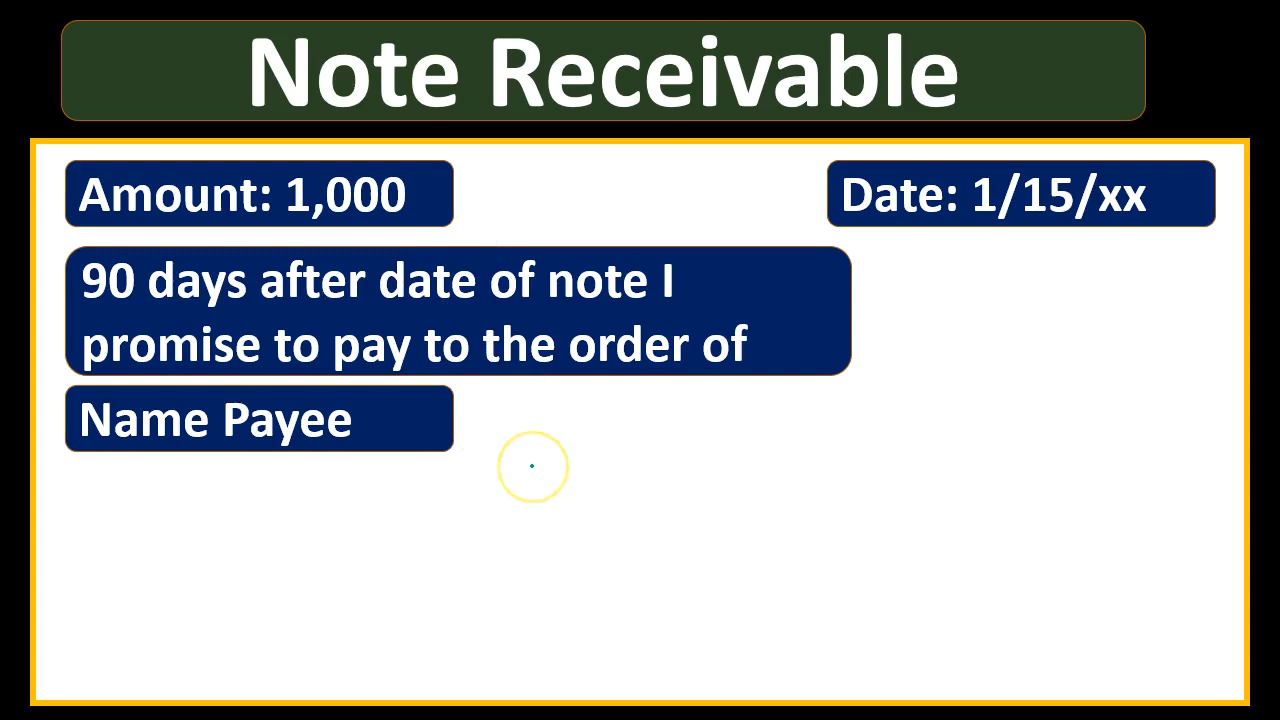 Note Receivable
Amount: 1,000
Date: 1/15/xx
90 days after date of note I
promise to pay to the order of
Name Payee